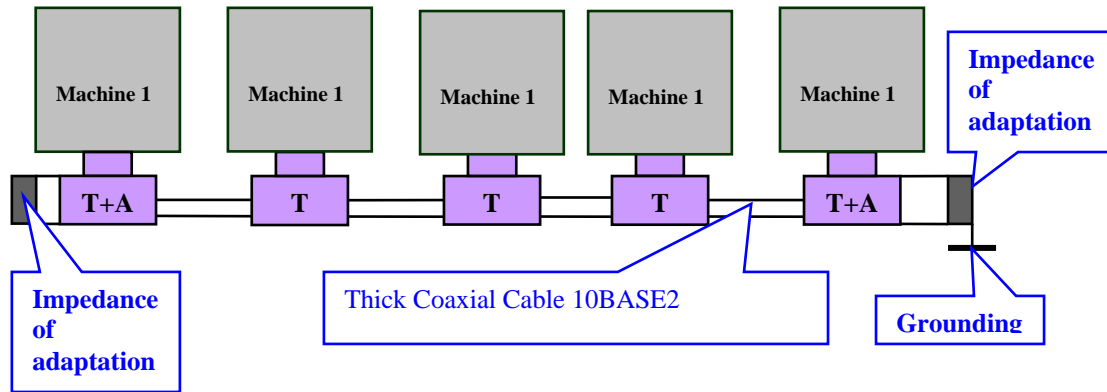 Machine 1
Machine 1
Machine 1
Machine 1
Machine 1
Impedance
of
adaptation
T+A
T
T
T
T+A
Impedance
of
adaptation
Thick Coaxial Cable 10BASE2
Grounding